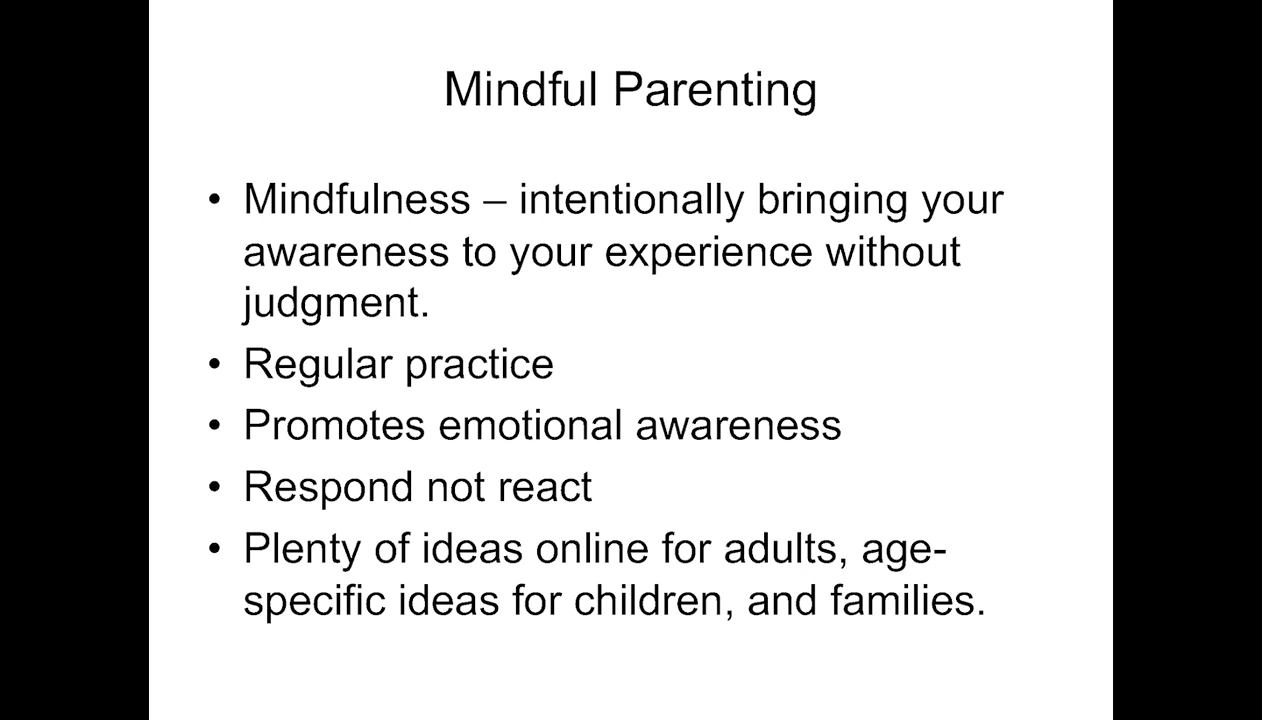 Mindful Parenting
• Mindfulness – intentionally bringing your
awareness to your experience without
judgment.
• Regular practice
• Promotes emotional awareness
• Respond not react
• Plenty of ideas online for adults, age-
specific ideas for children, and families.